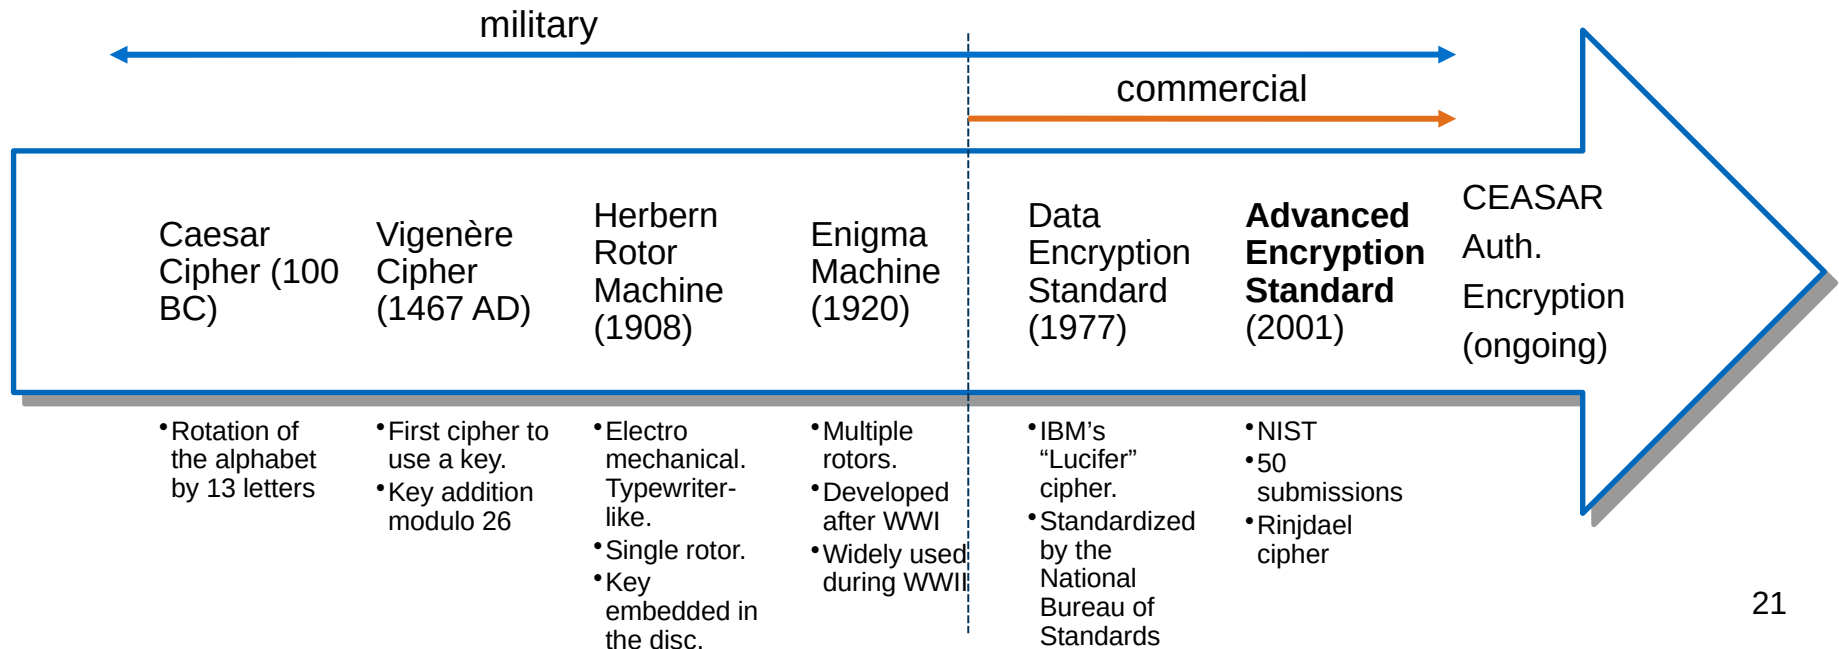 military
commercial
Caesar
Cipher (100
BC)
Vigenère
Cipher
(1467 AD)
Herbern
Rotor
Machine
(1908)
Enigma
Machine
(1920)
Data
Encryption
Standard
(1977)
Advanced
Encryption
Standard
(2001)
CEASAR
Auth.
Encryption
(ongoing)
•Rotation of
the alphabet
by 13 letters
•First cipher to
use a key.
•Key addition
modulo 26
•Electro
mechanical.
Typewriter-
like.
•Single rotor.
•Key
embedded in
the disc.
•Multiple
rotors.
•Developed
after WWI
•Widely used
during WWII
•IBM’s
“Lucifer”
cipher.
•Standardized
by the
National
Bureau of
Standards
•NIST
•50
submissions
•Rinjdael
cipher
21